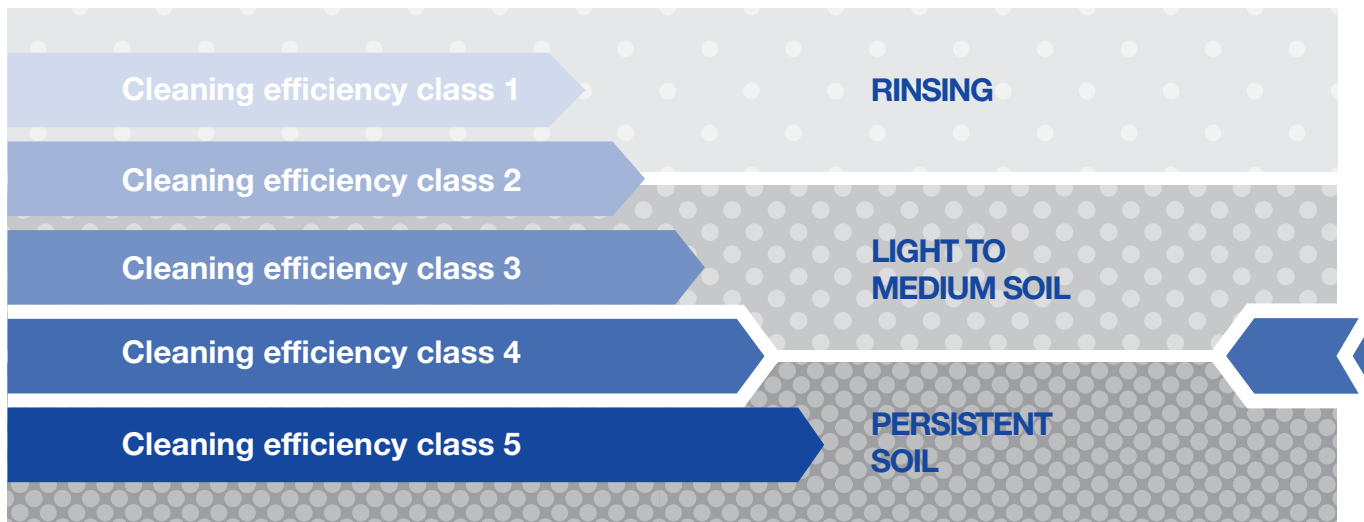 Cleaning efficiency class 1
RINSING
Cleaning efficiency class 2
Cleaning efficiency class 3
LIGHT TO
MEDIUM SOIL
Cleaning efficiency class 4
Cleaning efficiency class 5
PERSISTENT
SOIL